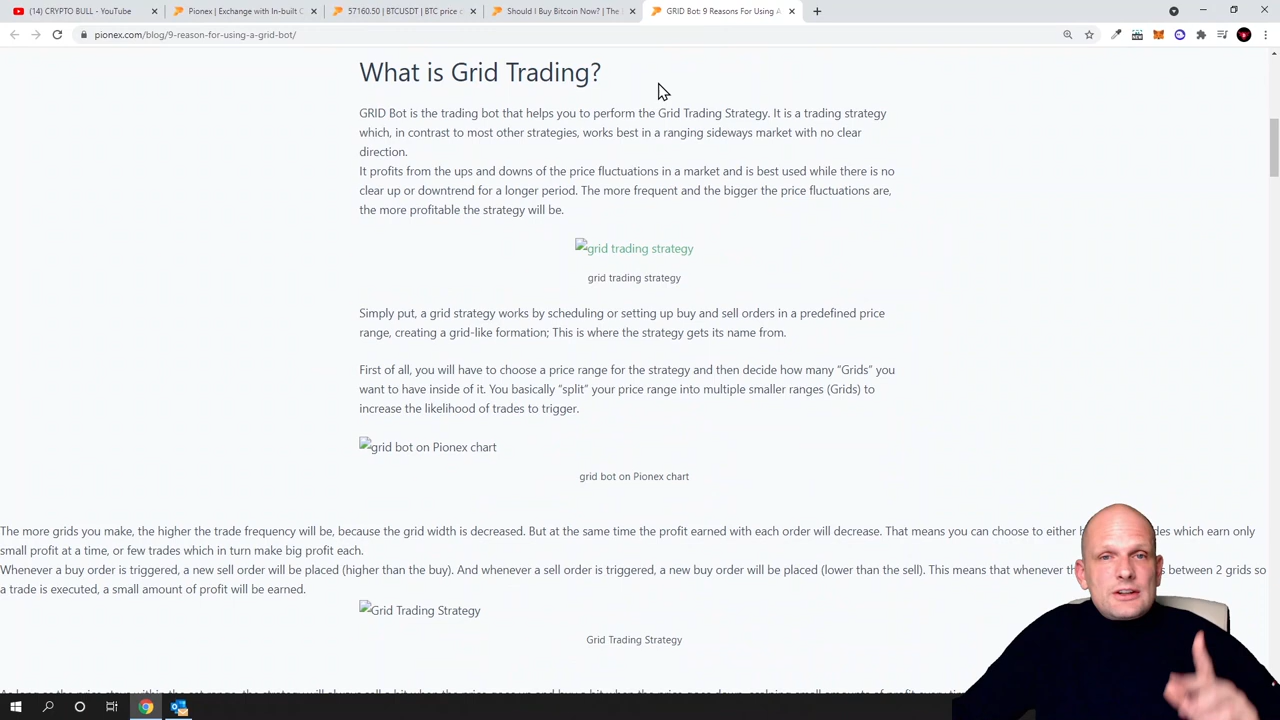 (14) CRYPTO BULL - YouTube
Pionex | Exchange with In-built C
57160.50 | BTCUSDT | BTC price c
Should I Buy Bitcoin Now? | The
GRID Bot: 9 Reasons For Using A
pionex.com/blog/9-reason-for-using-a-grid-bot/
What is Grid Trading?
GRID Bot is the trading bot that helps you to perform the Grid Trading Strategy. It is a trading strategy
which, in contrast to most other strategies, works best in a ranging sideways market with no clear
direction.
It profits from the ups and downs of the price fluctuations in a market and is best used while there is no
clear up or downtrend for a longer period. The more frequent and the bigger the price fluctuations are,
the more profitable the strategy will be.
grid trading strategy
grid trading strategy
Simply put, a grid strategy works by scheduling or setting up buy and sell orders in a predefined price
range, creating a grid-like formation; This is where the strategy gets its name from.
First of all, you will have to choose a price range for the strategy and then decide how many “Grids” you
want to have inside of it. You basically “split” your price range into multiple smaller ranges (Grids) to
increase the likelihood of trades to trigger.
grid bot on Pionex chart
grid bot on Pionex chart
The more grids you make, the higher the trade frequency will be, because the grid width is decreased. But at the same time the profit earned with each order will decrease. That means you can choose to either which earn only
small profit at a time, or few trades which in turn make big profit each.
Whenever a buy order is triggered, a new sell order will be placed (higher than the buy). And whenever a sell order is triggered, a new buy order will be placed (lower than the sell). This means that whenever between 2 grids so
a trade is executed, a small amount of profit will be earned.
Grid Trading Strategy
Grid Trading Strategy